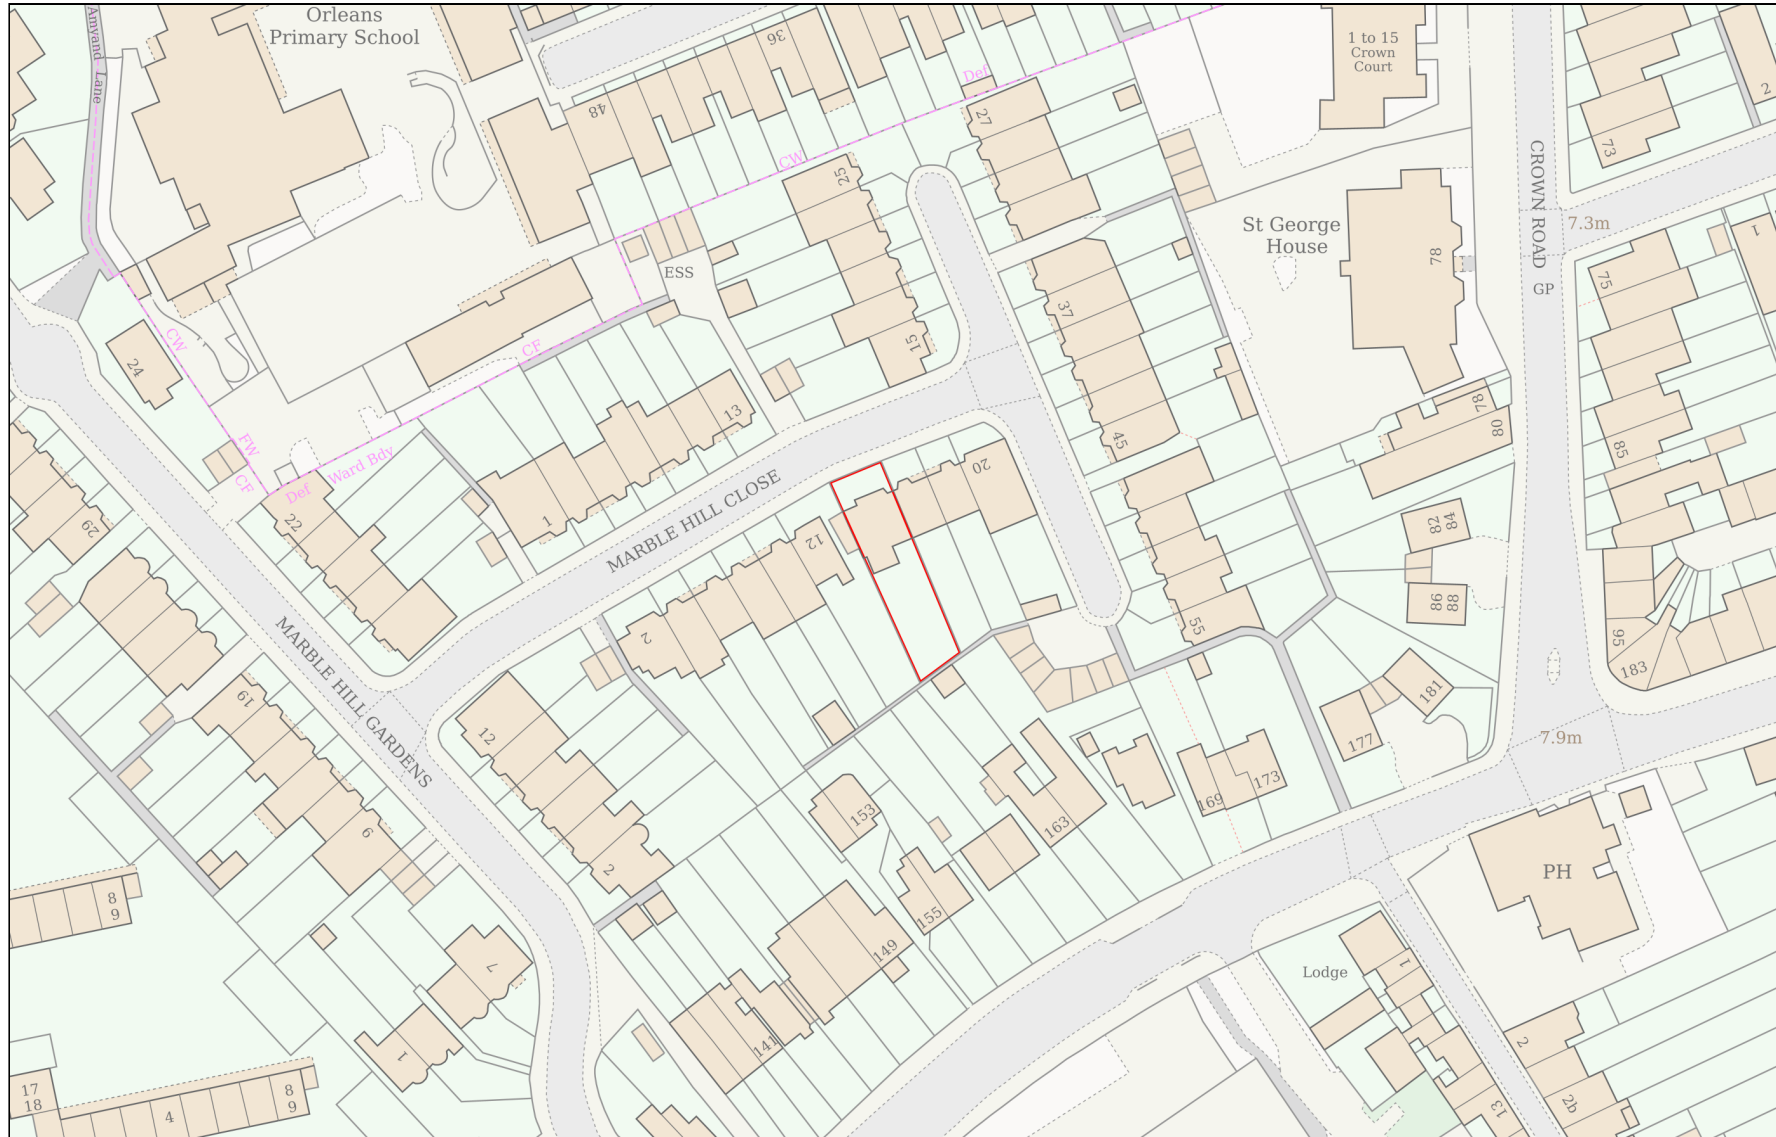 Orleans
Primary School
Amyand Lane
36
48
Def
27
1 to 15
Crown
Court
2
73
CROWN ROAD
7.3m
1
CW
25
St George
House
78
GP
75
ESS
37
15
24
CW
CF
13
45
78
80
85
FW
CF
Def
Ward Bdy
22
29
1
MARBLE HILL CLOSE
20
12
82
84
86
88
2
55
95
183
MARBLE HILL GARDENS
19
12
181
177
7.9m
153
163
169
173
9
2
PH
8
9
155
149
7
Lodge
1
141
1
17
18
4
8
9
2
13
2b